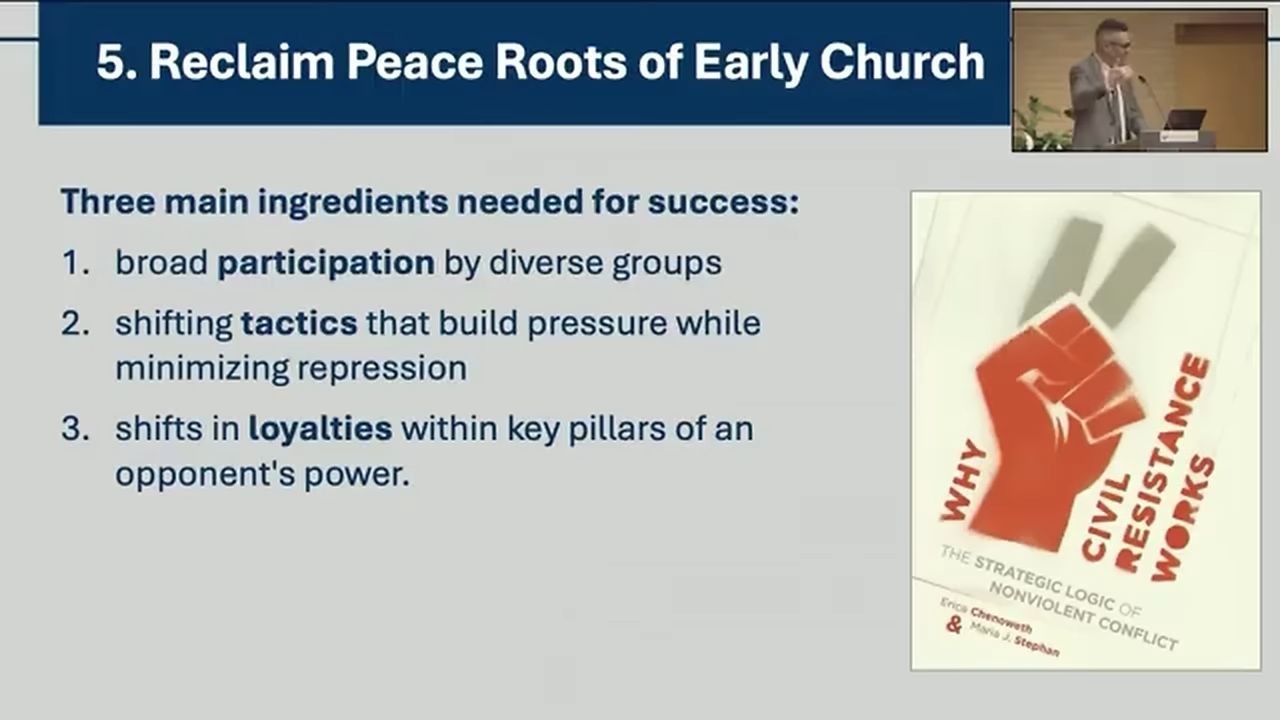 5. Reclaim Peace Roots of Early Church
Three main ingredients needed for success:
1. broad participation by diverse groups
2. shifting tactics that build pressure while
minimizing repression
3. shifts in loyalties within key pillars of an
opponent's power.
WHY
CIVIL
RESISTANCE
WORKS
THE STRATEGIC LOGIC OF
NONVIOLENT CONFLICT
Erica Chenoweth
& Maria J. Stephan